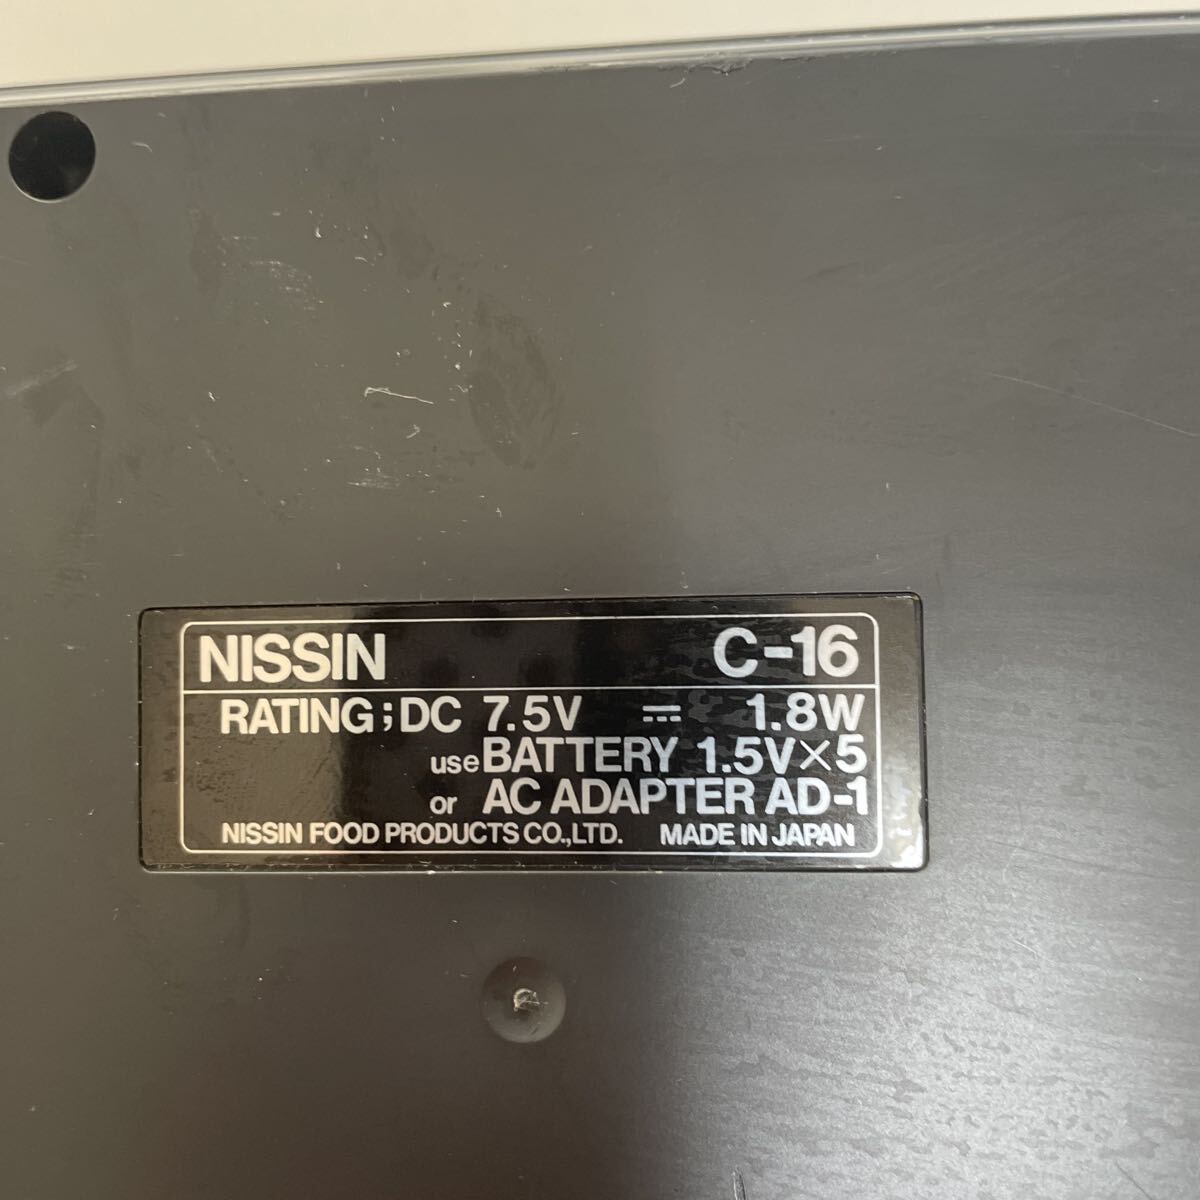 NISSIN C-16
RATING;DC 7.5V ⎓ 1.8W
use BATTERY 1.5V×5
or AC ADAPTER AD-1
NISSIN FOOD PRODUCTS CO.,LTD. MADE IN JAPAN